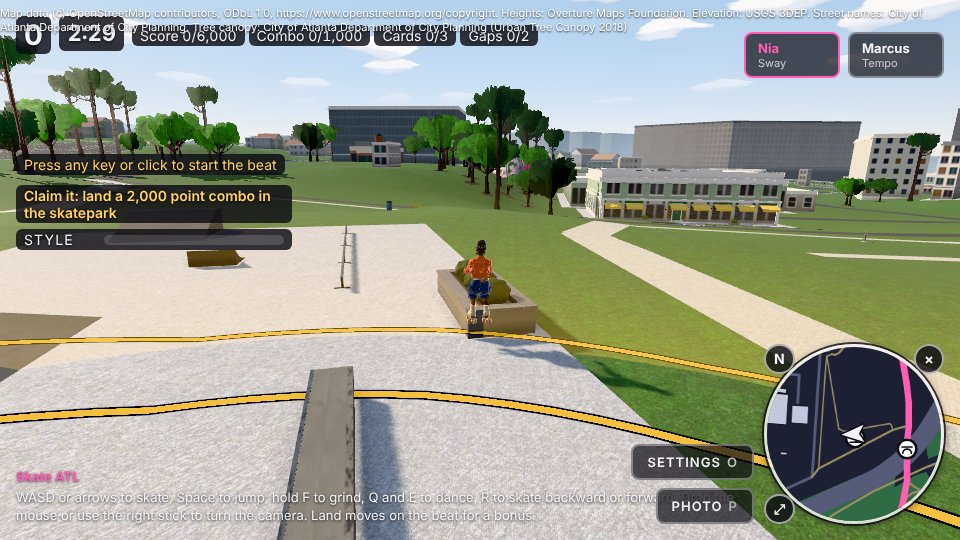 Map data (c) OpenStreetMap contributors, ODbL 1.0, https://www.openstreetmap.org/copyright. Heights: Overture Maps Foundation. Elevation: USGS 3DEP. Street names: City of
Atlanta Department of City Planning, City of Atlanta Department of City Planning (Urban Tree Canopy 2018)
0 2:29 Score 0/6,000 Combo 0/1,000 Cards 0/3 Gaps 0/2
Nia
Sway
Marcus
Tempo
Press any key or click to start the beat
Claim it: land a 2,000 point combo in
the skatepark
STYLE
N ×
SETTINGS O
PHOTO P
Skate ATL
WASD or arrows to skate, Space to jump, hold F to grind, Q and E to dance, R to skate backward or forward. Drag the
mouse or use the right stick to turn the camera. Land moves on the beat for a bonus.